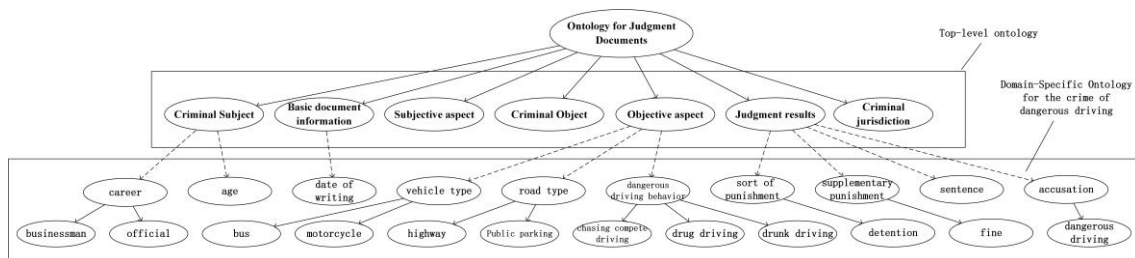 Ontology for Judgment
Documents
Top-level ontology
Domain-Specific Ontology
for the crime of
dangerous driving
Criminal Subject
Basic document
information
Subjective aspect
Criminal Object
Objective aspect
Judgment results
Criminal
jurisdiction
career
age
date of
writing
vehicle type
road type
dangerous
driving behavior
sort of
punishment
supplementary
punishment
sentence
accusation
businessman
official
bus
motorcycle
highway
Public parking
chasing compete
driving
drug driving
drunk driving
detention
fine
dangerous
driving